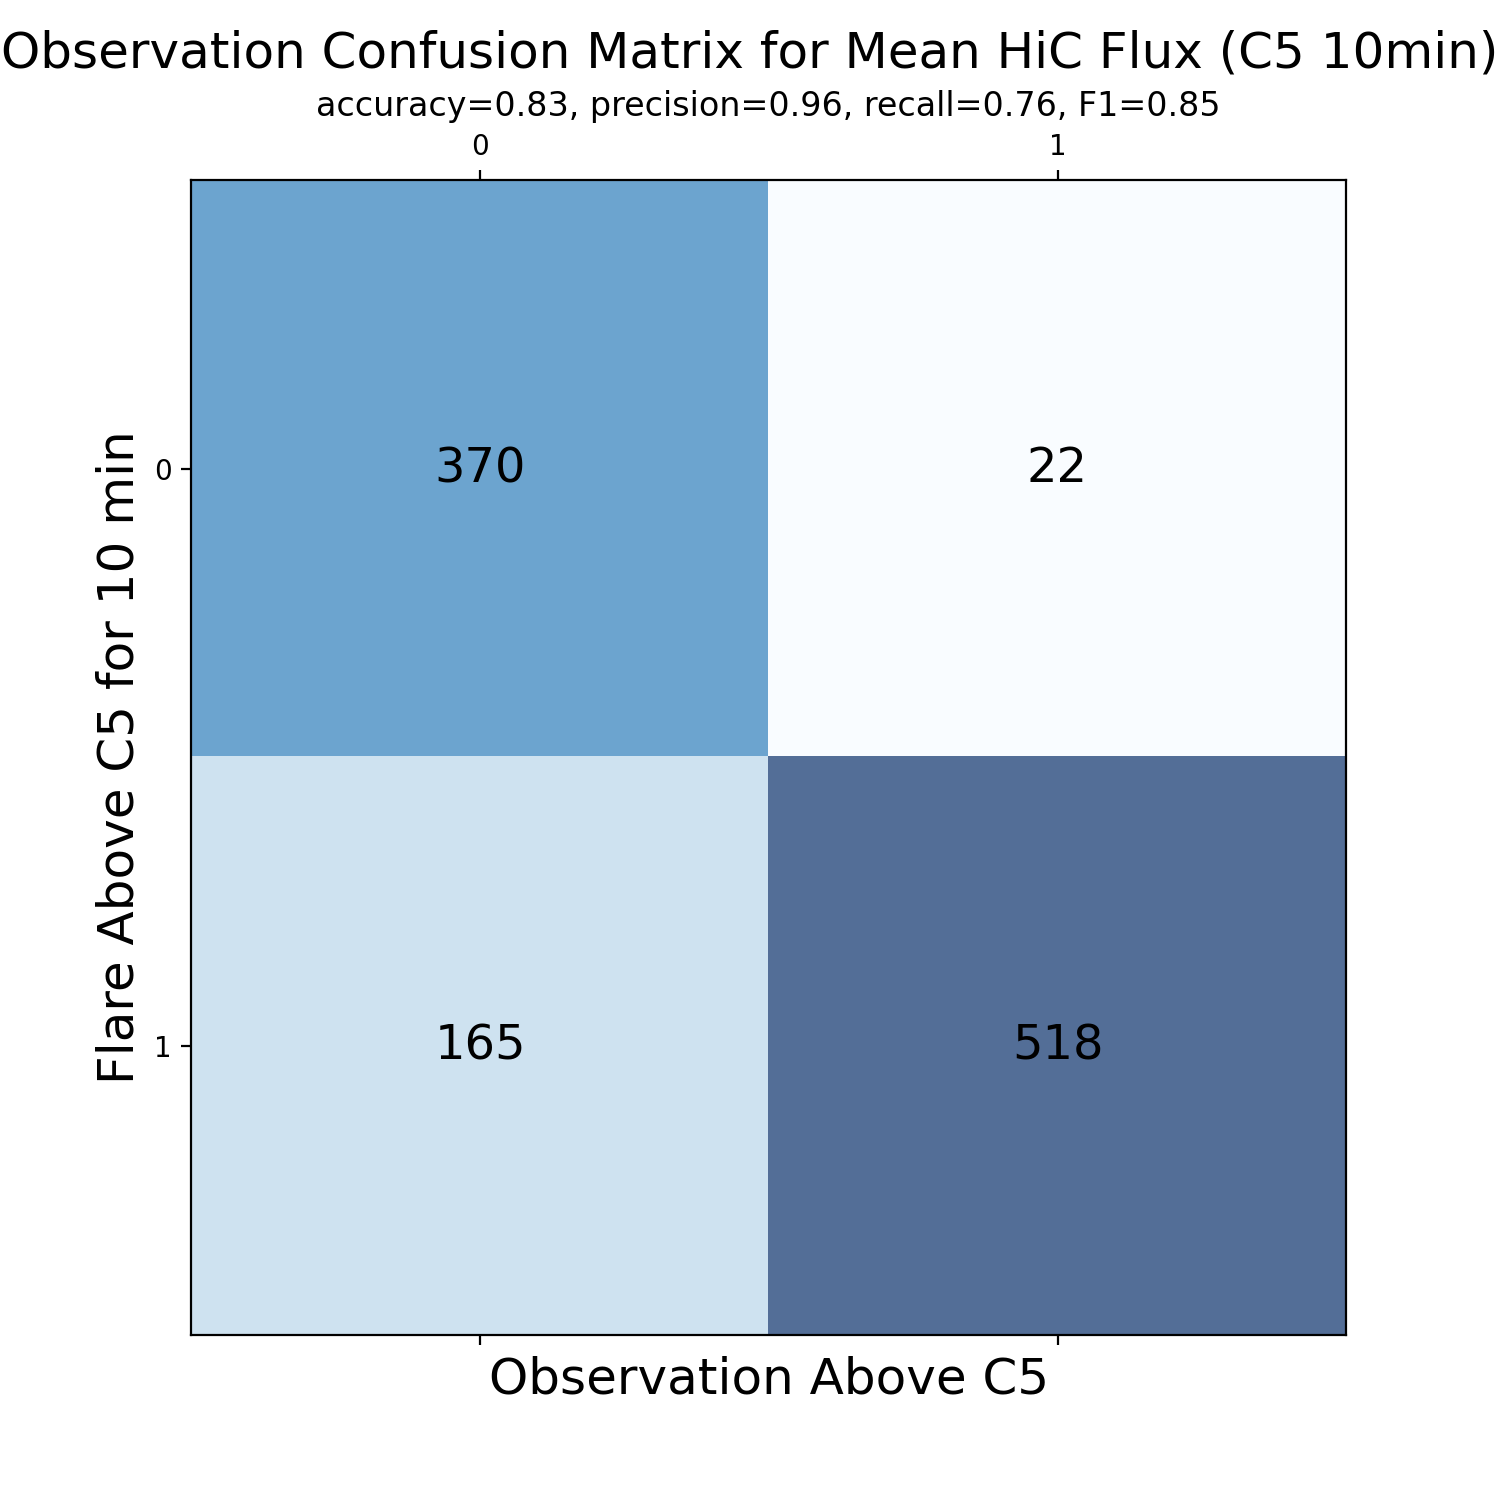 Observation Confusion Matrix for Mean HiC Flux (C5 10min)
accuracy=0.83, precision=0.96, recall=0.76, F1=0.85
0 1
Flare Above C5 for 10 min
0 370 22
1 165 518
Observation Above C5